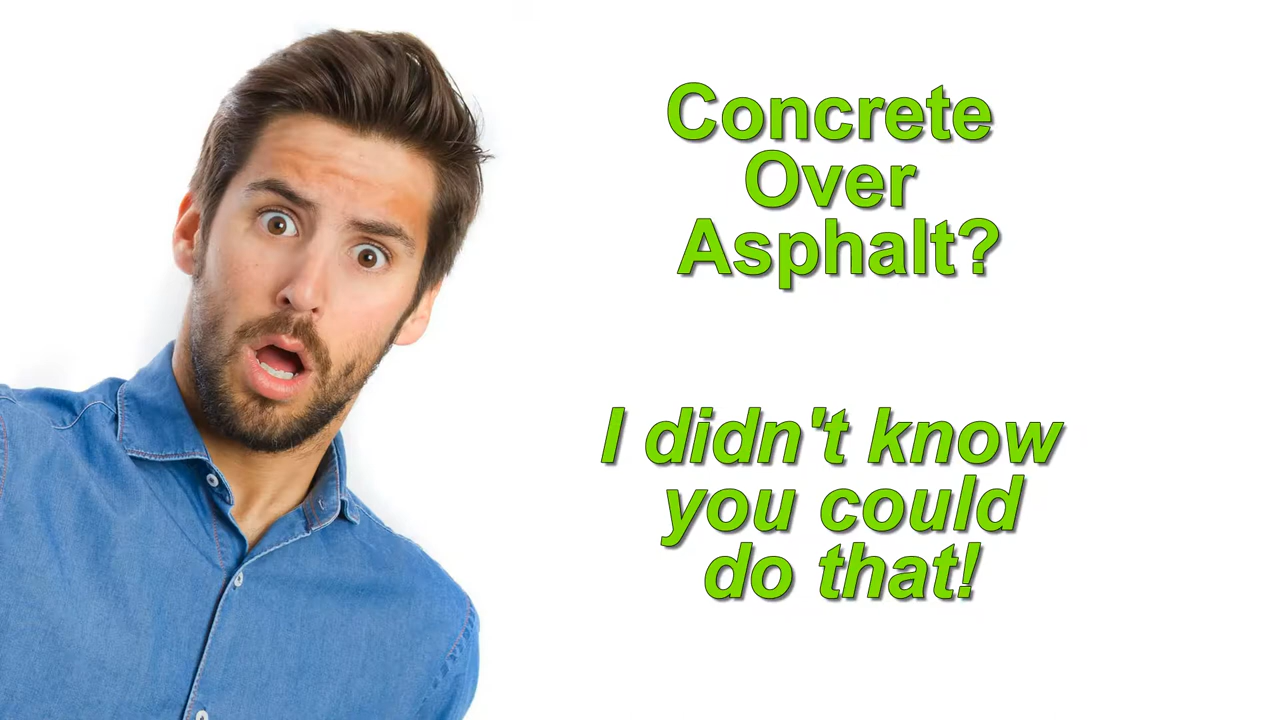 Concrete
Over
Asphalt?
I didn't know
you could
do that!